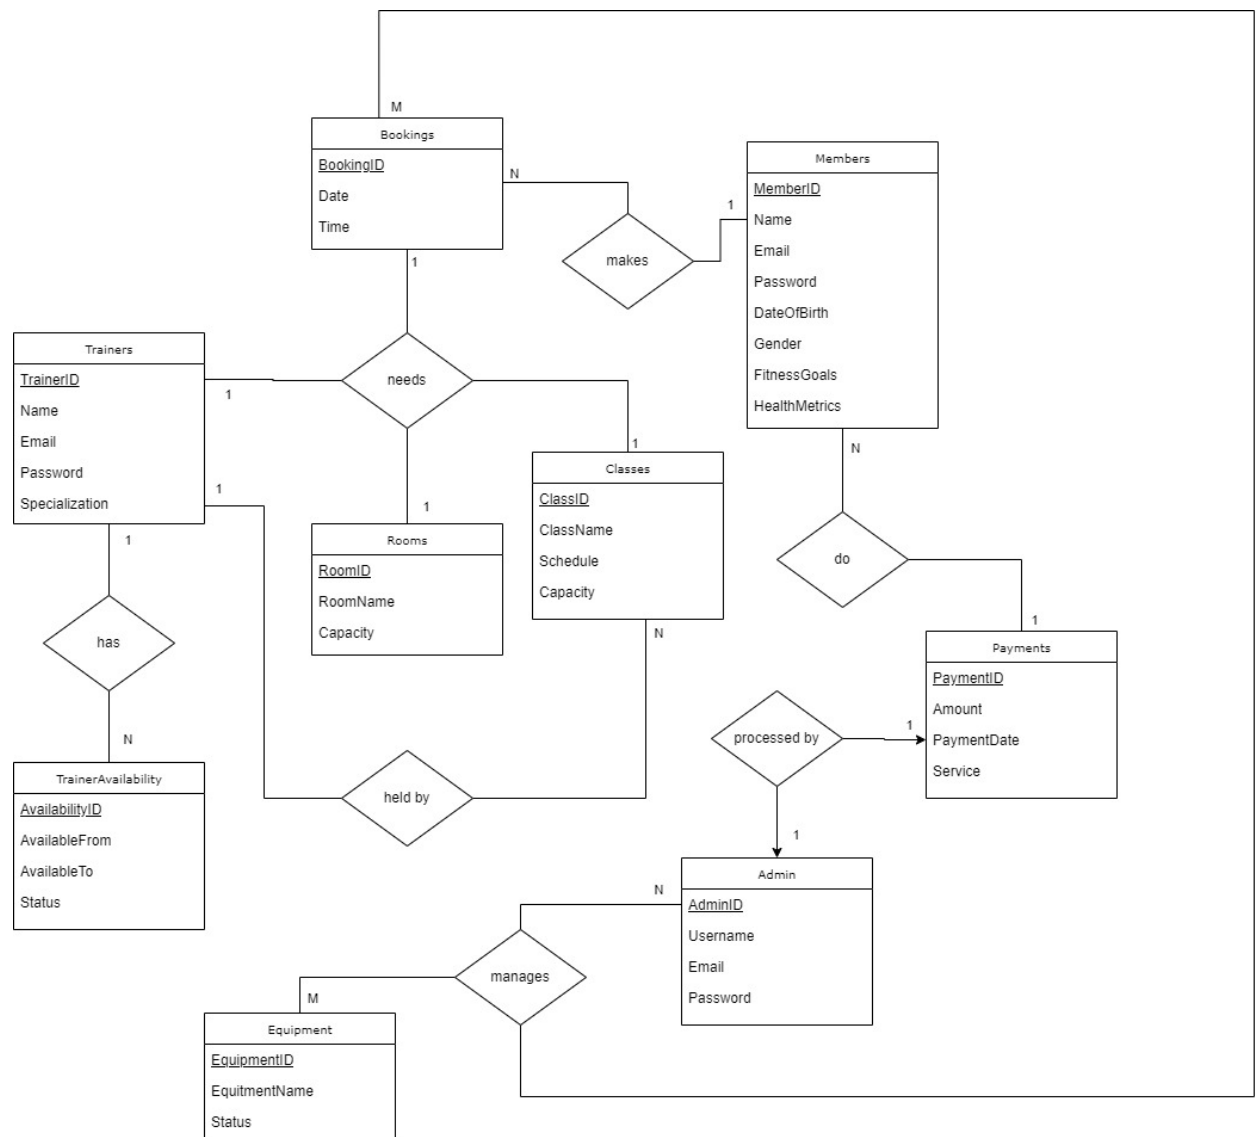 M
Bookings
BookingID
Date
Time
N
makes
1
Members
MemberID
Name
Email
Password
DateOfBirth
Gender
FitnessGoals
HealthMetrics
1
Trainers
TrainerID
Name
Email
Password
Specialization
1
needs
1
1
Classes
ClassID
ClassName
Schedule
Capacity
1
Rooms
RoomID
RoomName
Capacity
N
do
1
Payments
PaymentID
Amount
PaymentDate
Service
1
has
N
TrainerAvailability
AvailabilityID
AvailableFrom
AvailableTo
Status
N
held by
processed by
1
1
Admin
AdminID
Username
Email
Password
N
manages
M
Equipment
EquipmentID
EquitmentName
Status